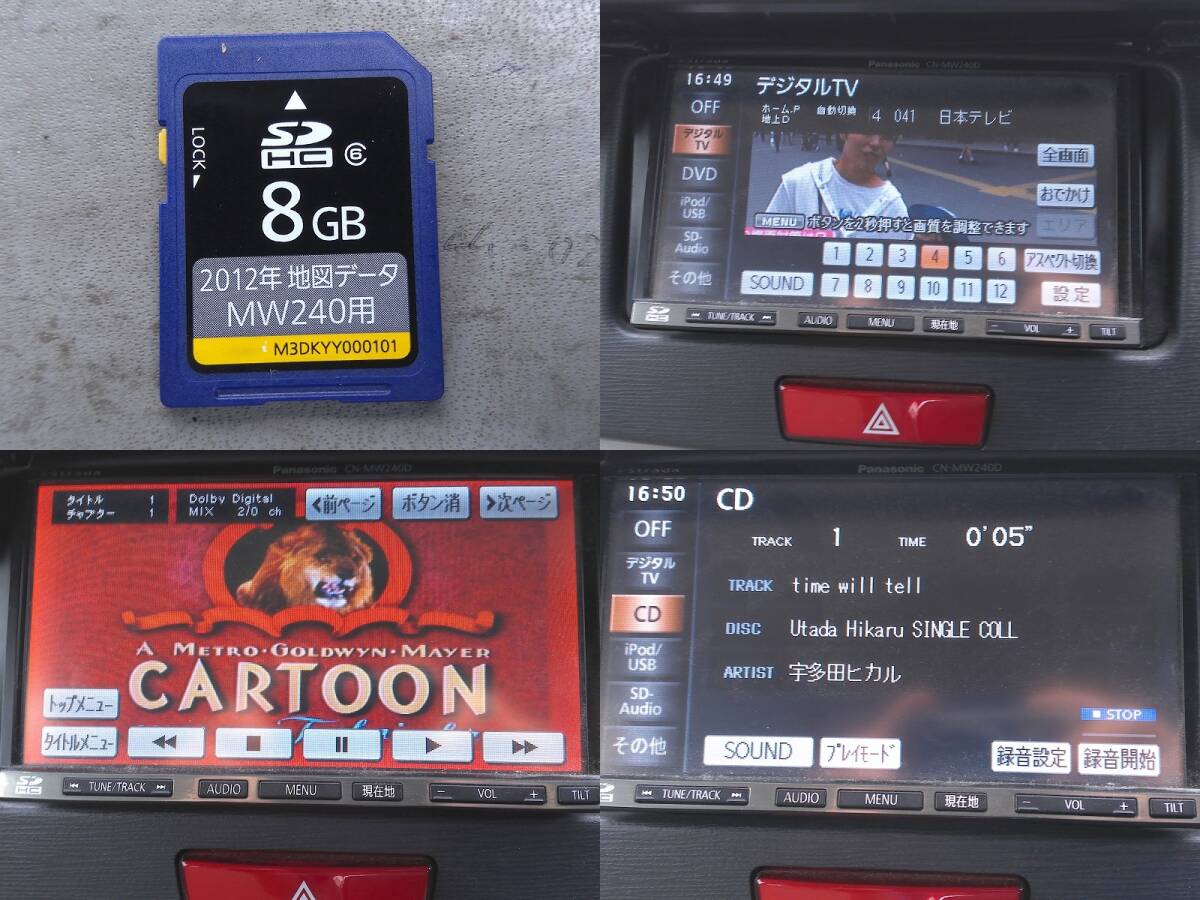 LOCK
SD
HC
6
8 GB
2012年 地図データ
MW240用
M3DKYY000101
Panasonic CN-MW240D
16:49
デジタルTV
OFF
ホーム.P
地上D
自動切換
4 041 日本テレビ
デジタル
TV
全画面
DVD
おでかけ
iPod/
USB
MENU ボタンを2秒押すと画質を調整できます
エリア
SD-
Audio
1 2 3 4 5 6
アスペクト切換
その他
SOUND
7 8 9 10 11 12
設定
SD
HC
TUNE/TRACK
AUDIO
MENU
現在地
- VOL +
TILT
strada
Panasonic CN-MW240D
タイトル 1
チャプター 1
Dolby Digital
MIX 2/0 ch
<前ページ
ボタン消
>次ページ
A METRO-GOLDWYN-MAYER
CARTOON
トップメニュー
タイトルメニュー
SD
HC
TUNE/TRACK
AUDIO
MENU
現在地
- VOL +
TILT
strada
Panasonic CN-MW240D
16:50
CD
OFF
TRACK 1 TIME 0'05"
デジタル
TV
TRACK time will tell
CD
DISC Utada Hikaru SINGLE COLL
iPod/
USB
ARTIST 宇多田ヒカル
SD-
Audio
STOP
その他
SOUND
プレイモード
録音設定
録音開始
TUNE/TRACK
AUDIO
MENU
現在地
- VOL +
TILT